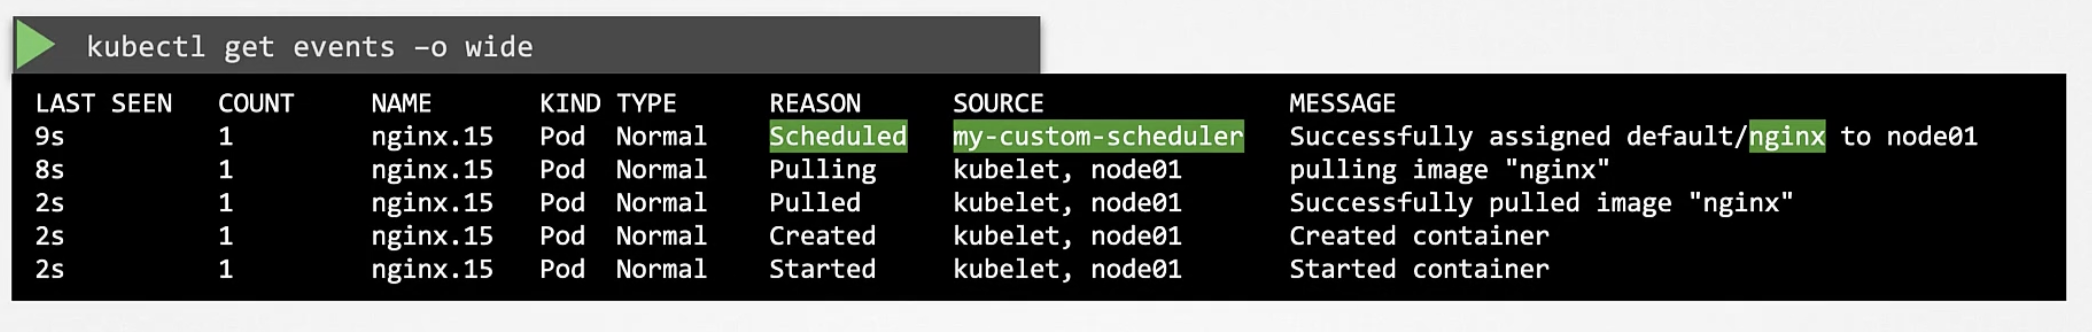 kubectl get events –o wide
LAST SEEN COUNT NAME KIND TYPE REASON SOURCE MESSAGE
9s 1 nginx.15 Pod Normal Scheduled my-custom-scheduler Successfully assigned default/nginx to node01
8s 1 nginx.15 Pod Normal Pulling kubelet, node01 pulling image "nginx"
2s 1 nginx.15 Pod Normal Pulled kubelet, node01 Successfully pulled image "nginx"
2s 1 nginx.15 Pod Normal Created kubelet, node01 Created container
2s 1 nginx.15 Pod Normal Started kubelet, node01 Started container